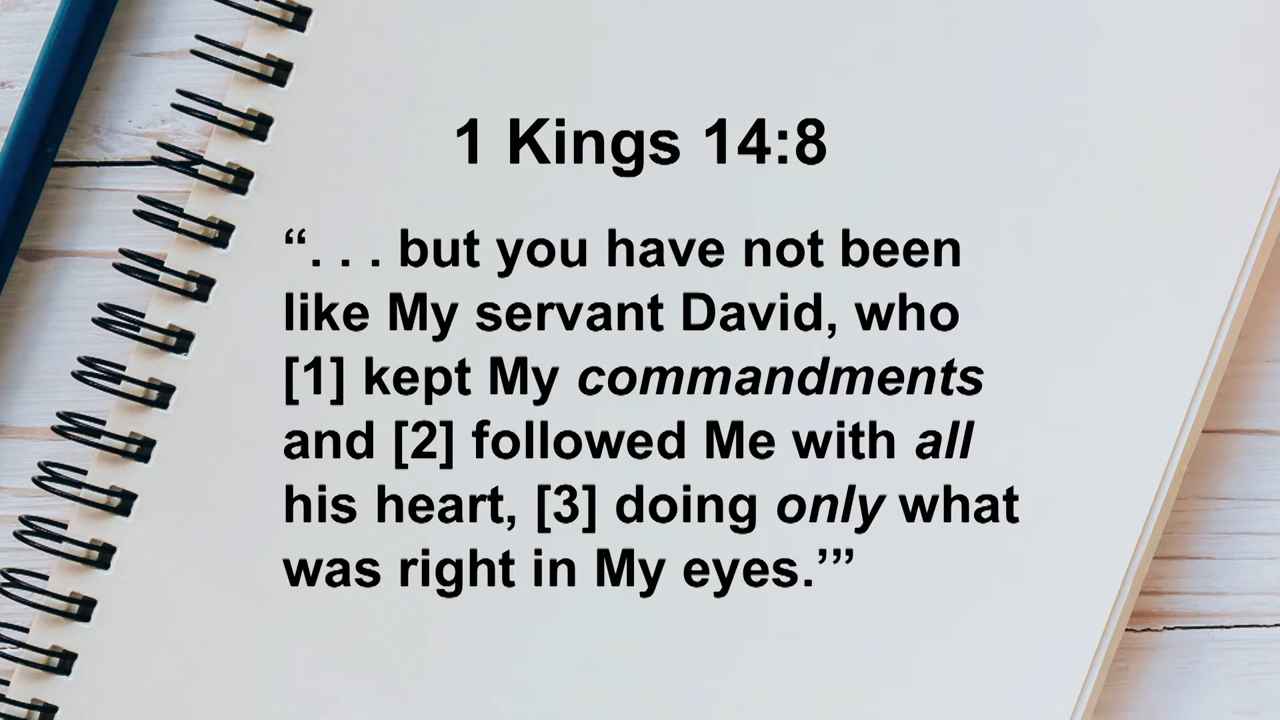 1 Kings 14:8
“. . . but you have not been
like My servant David, who
[1] kept My commandments
and [2] followed Me with all
his heart, [3] doing only what
was right in My eyes.’”